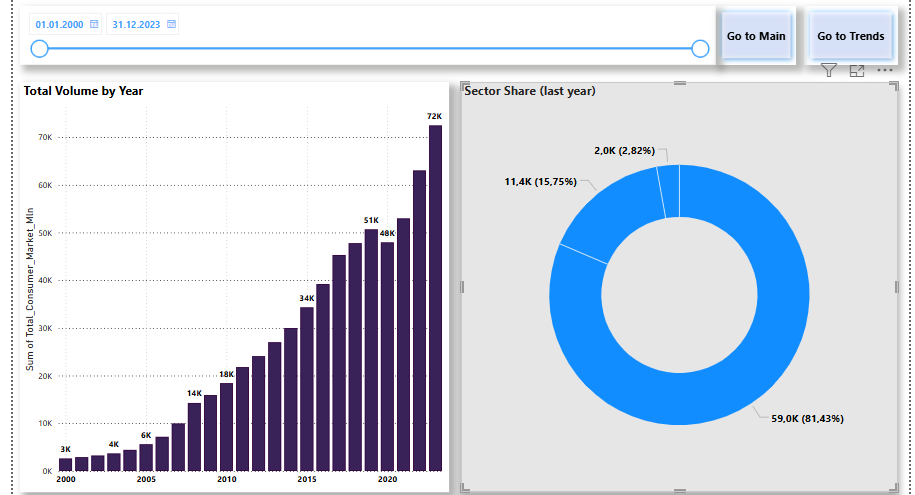 01.01.2000
31.12.2023
Go to Main
Go to Trends
Total Volume by Year
Sum of Total_Consumer_Market_Mln
70K
60K
50K
40K
30K
20K
10K
0K
3K
4K
6K
14K
18K
34K
51K
48K
72K
2000
2005
2010
2015
2020
Sector Share (last year)
2,0K (2,82%)
11,4K (15,75%)
59,0K (81,43%)